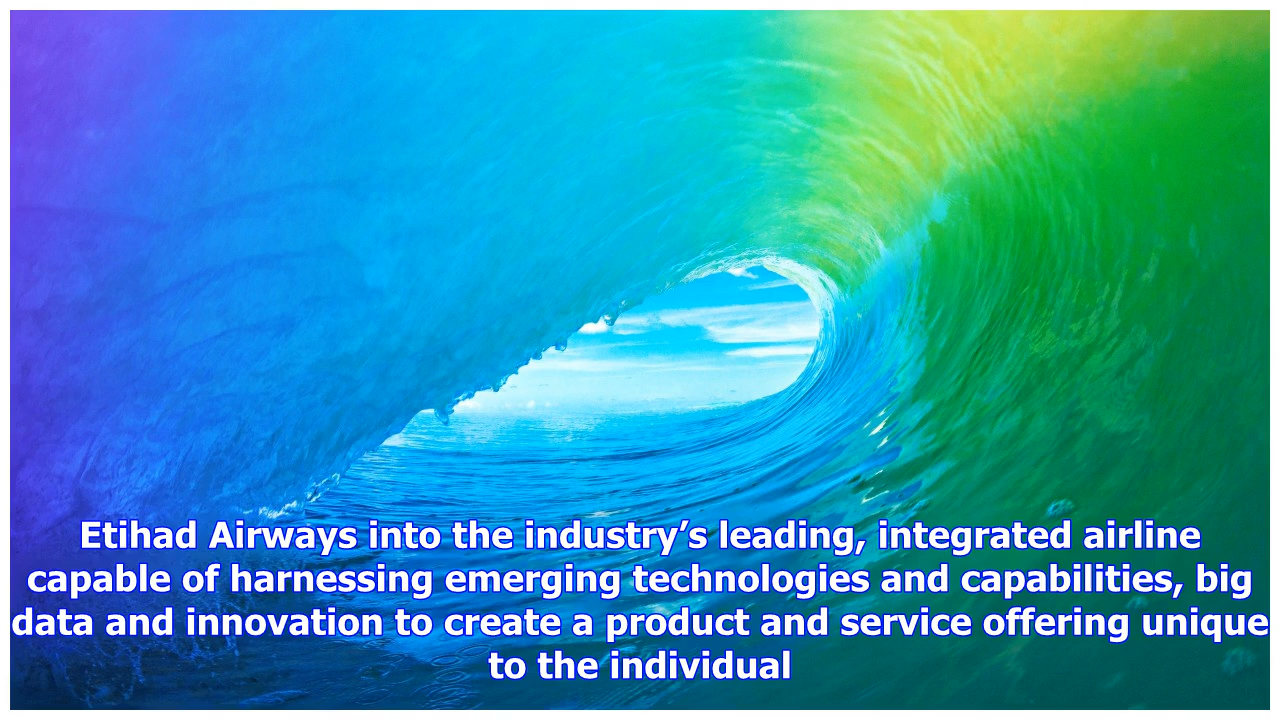 Etihad Airways into the industry’s leading, integrated airline
capable of harnessing emerging technologies and capabilities, big
data and innovation to create a product and service offering unique
to the individual